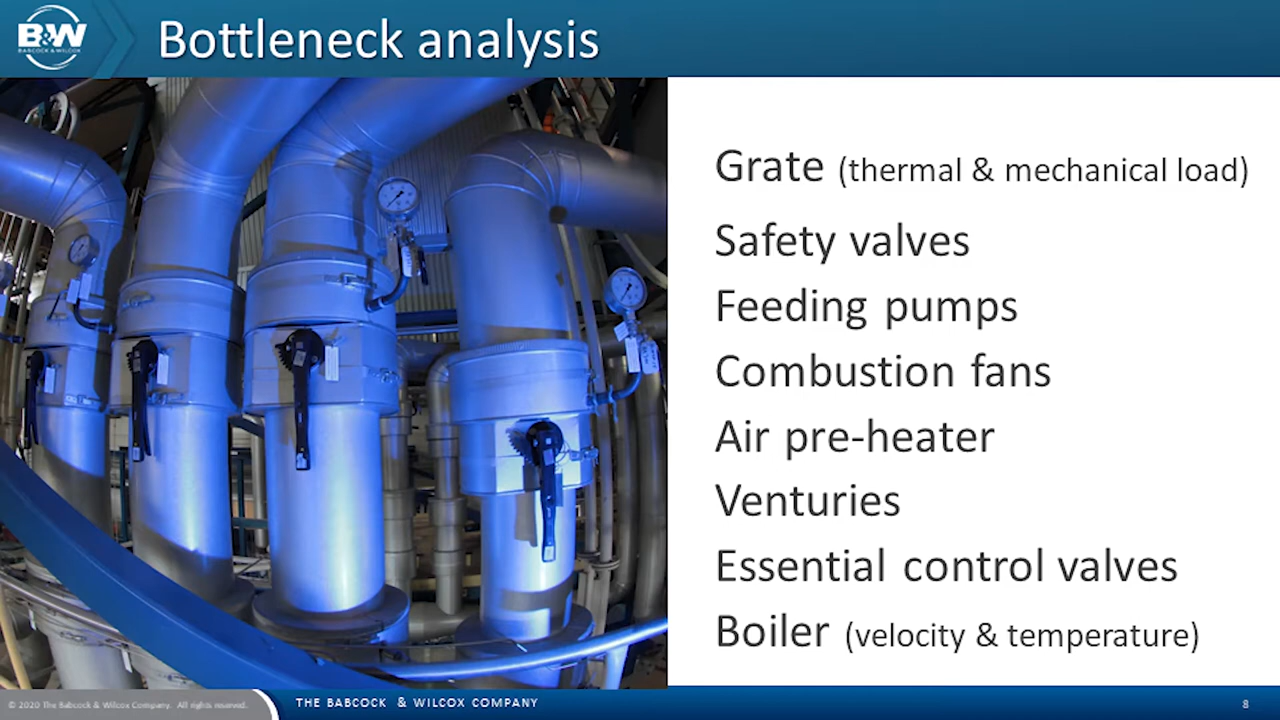 B&W
BABCOCK & WILCOX
Bottleneck analysis
Grate (thermal & mechanical load)
Safety valves
Feeding pumps
Combustion fans
Air pre-heater
Venturies
Essential control valves
Boiler (velocity & temperature)
© 2020 The Babcock & Wilcox Company. All rights reserved.
THE BABCOCK & WILCOX COMPANY
8